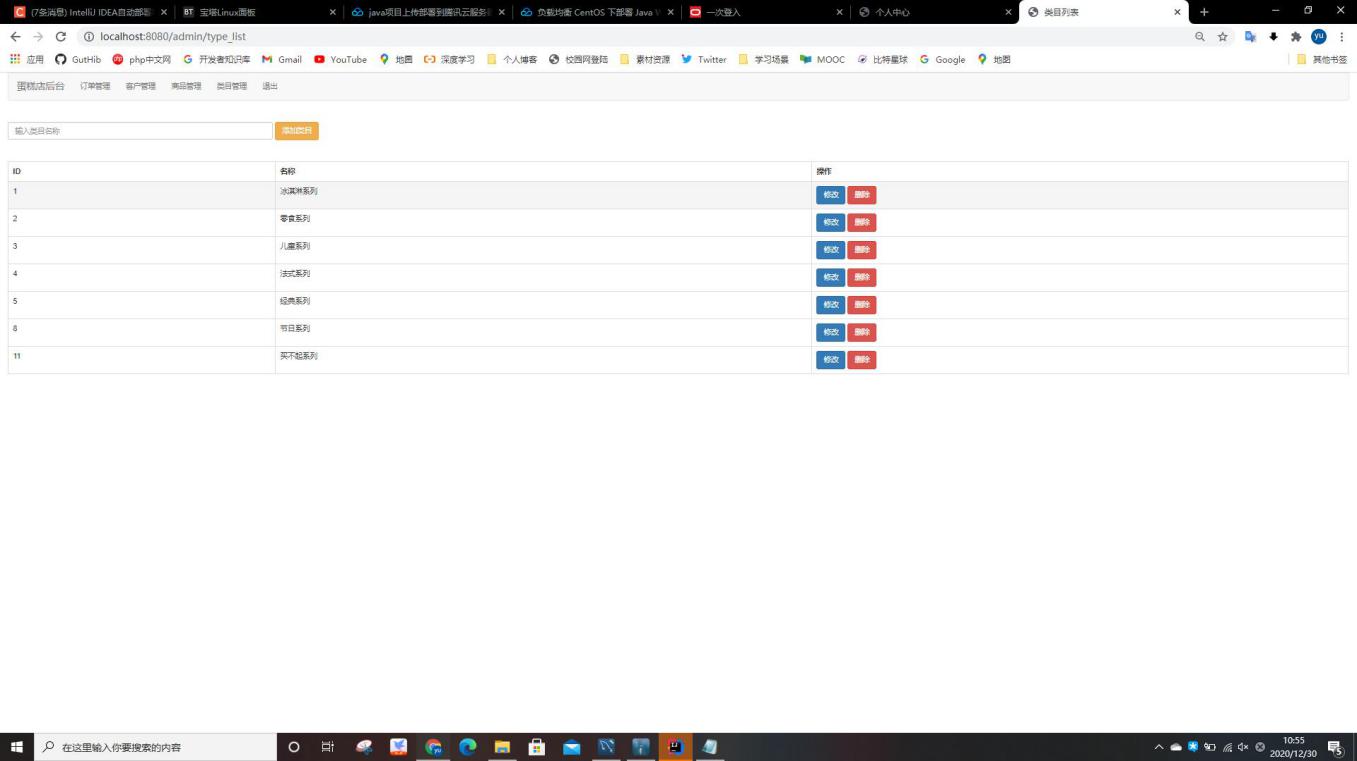 (7条消息) IntelliJ IDEA自动部署 宝塔Linux面板 java项目上传部署到腾讯云服务 负载均衡 CentOS 下部署 Java W 一次登入 个人中心 类目列表
localhost:8080/admin/type_list
应用 GutHib php中文网 开发者知识库 Gmail YouTube 地图 深度学习 个人博客 校园网登陆 素材资源 Twitter 学习场景 MOOC 比特星球 Google 地图 其他书签
蛋糕店后台 订单管理 客户管理 商品管理 类目管理 退出
输入类目名称 添加类目
ID 名称 操作
1 冰淇淋系列 修改 删除
2 零食系列 修改 删除
3 儿童系列 修改 删除
4 法式系列 修改 删除
5 经典系列 修改 删除
8 节日系列 修改 删除
11 买不起系列 修改 删除
在这里输入你要搜索的内容
10:55
2020/12/30